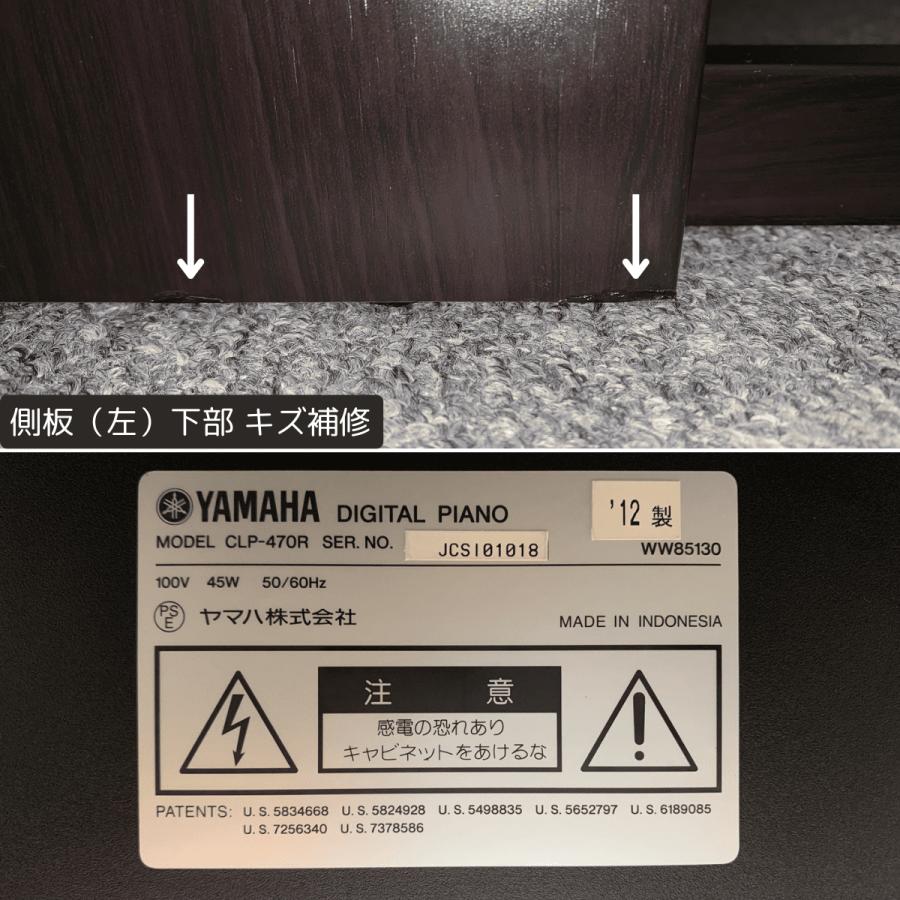 側板（左）下部 キズ補修
YAMAHA DIGITAL PIANO
'12 製
MODEL CLP-470R SER. NO. JCSI01018
WW85130
100V 45W 50/60Hz
PS E ヤマハ株式会社
MADE IN INDONESIA
注 意
感電の恐れあり
キャビネットをあけるな
PATENTS: U. S. 5834668 U. S. 5824928 U. S. 5498835 U. S. 5652797 U. S. 6189085
U. S. 7256340 U. S. 7378586